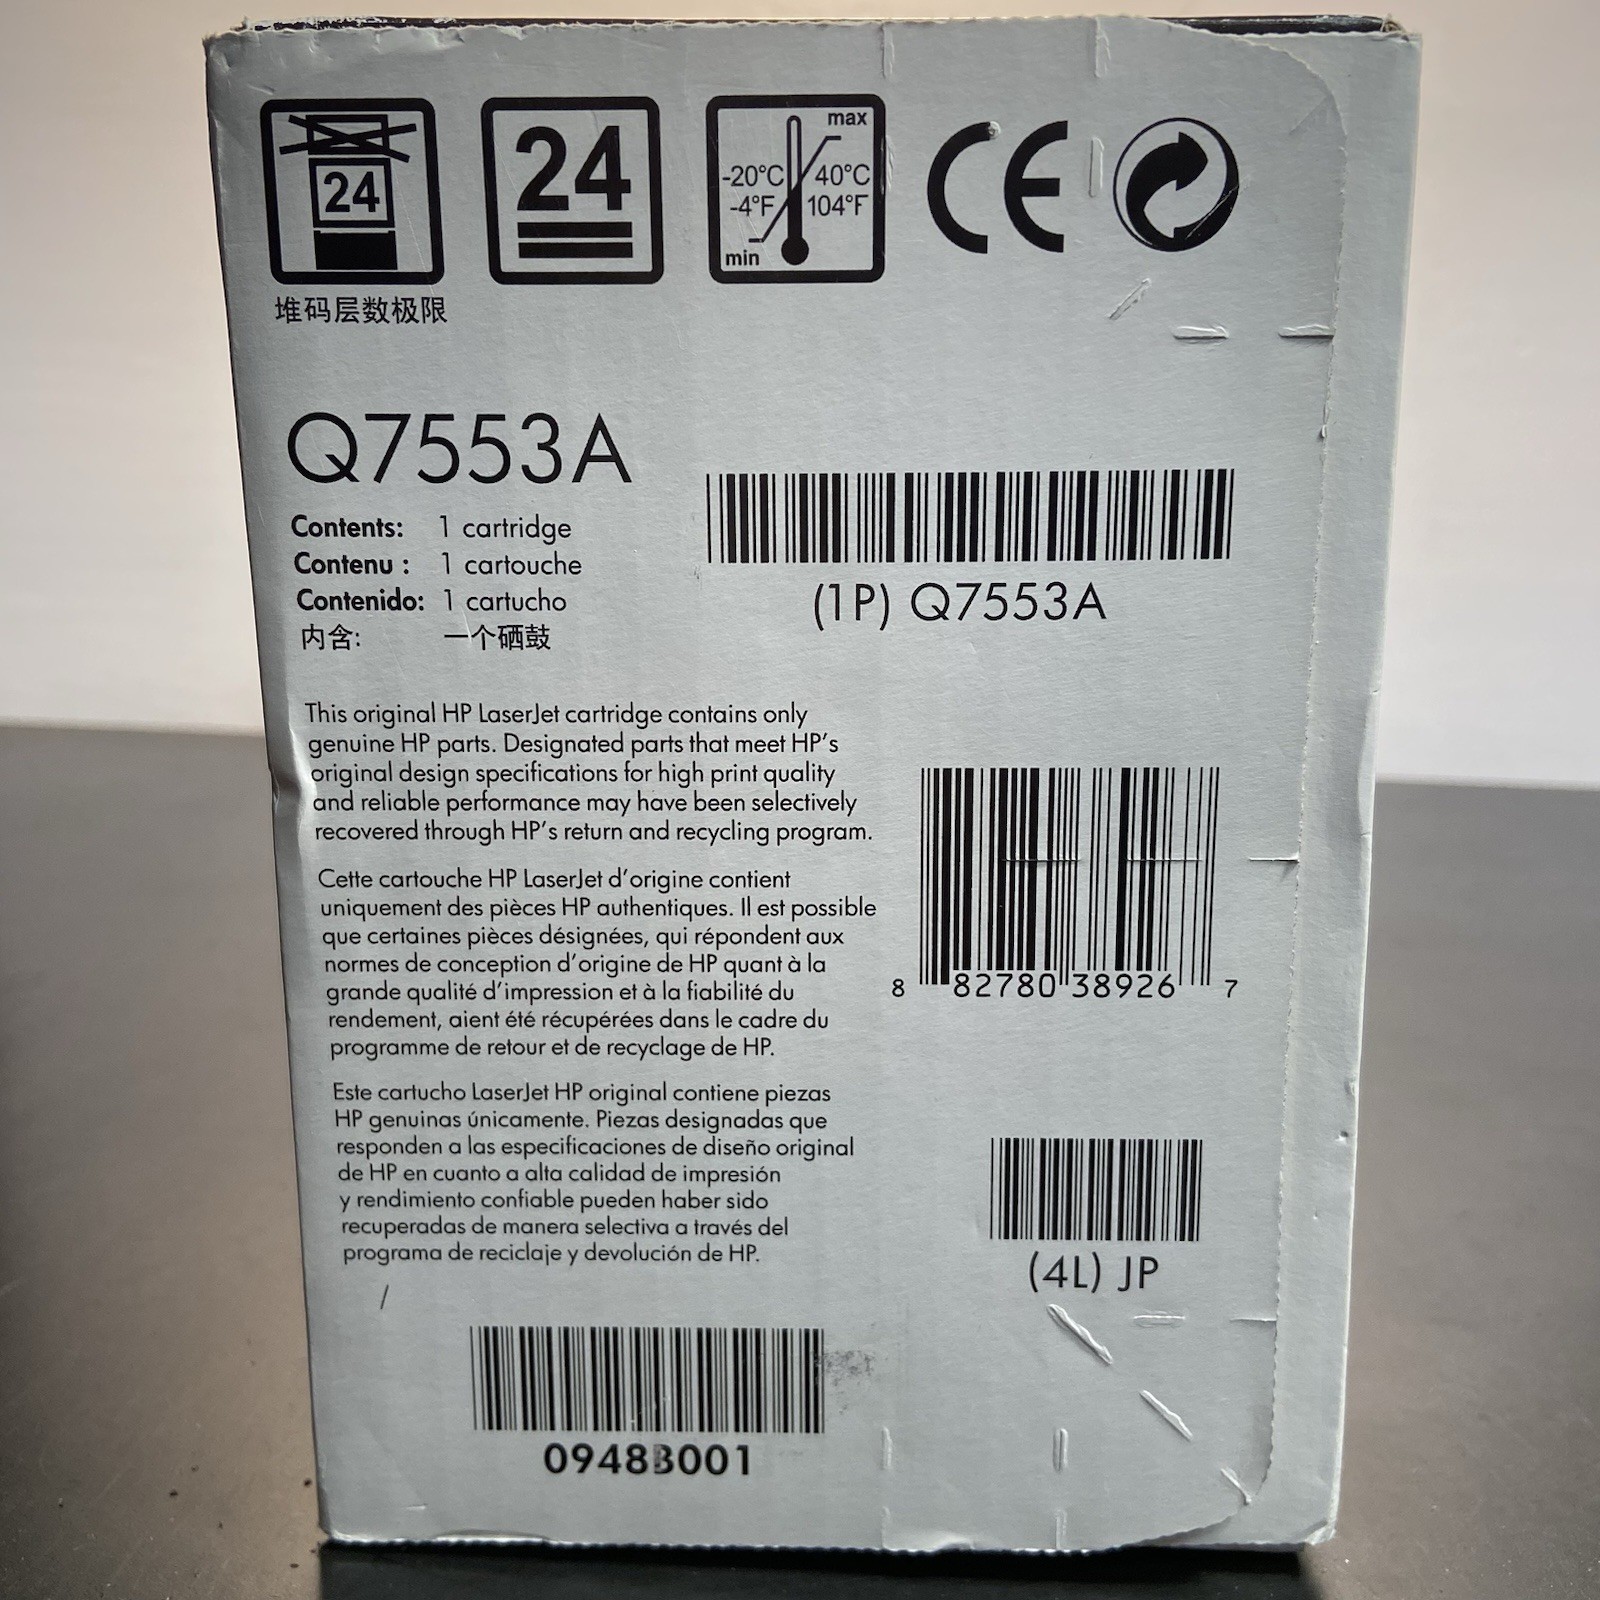 24
24
max
-20°C 40°C
-4°F 104°F
min
CE
堆码层数极限
Q7553A
Contents: 1 cartridge
Contenu : 1 cartouche
Contenido: 1 cartucho
内含: 一个硒鼓
(1P) Q7553A
This original HP LaserJet cartridge contains only
genuine HP parts. Designated parts that meet HP's
original design specifications for high print quality
and reliable performance may have been selectively
recovered through HP's return and recycling program.
Cette cartouche HP LaserJet d'origine contient
uniquement des pièces HP authentiques. Il est possible
que certaines pièces désignées, qui répondent aux
normes de conception d'origine de HP quant à la
grande qualité d'impression et à la fiabilité du
rendement, aient été récupérées dans le cadre du
programme de retour et de recyclage de HP.
8 82780 38926 7
Este cartucho LaserJet HP original contiene piezas
HP genuinas únicamente. Piezas designadas que
responden a las especificaciones de diseño original
de HP en cuanto a alta calidad de impresión
y rendimiento confiable pueden haber sido
recuperadas de manera selectiva a través del
programa de reciclaje y devolución de HP.
(4L) JP
/
0948B001